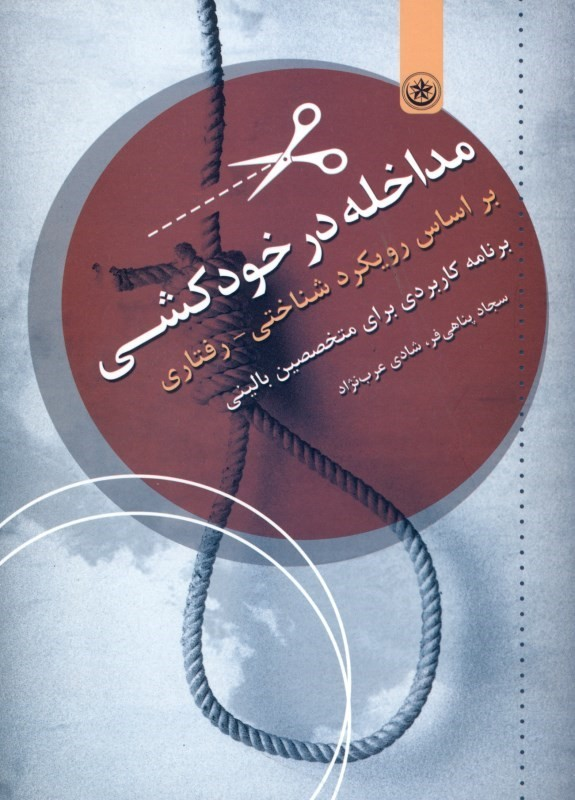 مداخله در خودکشی
بر اساس رویکرد شناختی - رفتاری
برنامه کاربردی برای متخصصین بالینی
سجاد پناهی‌فر، شادی عرب‌نژاد